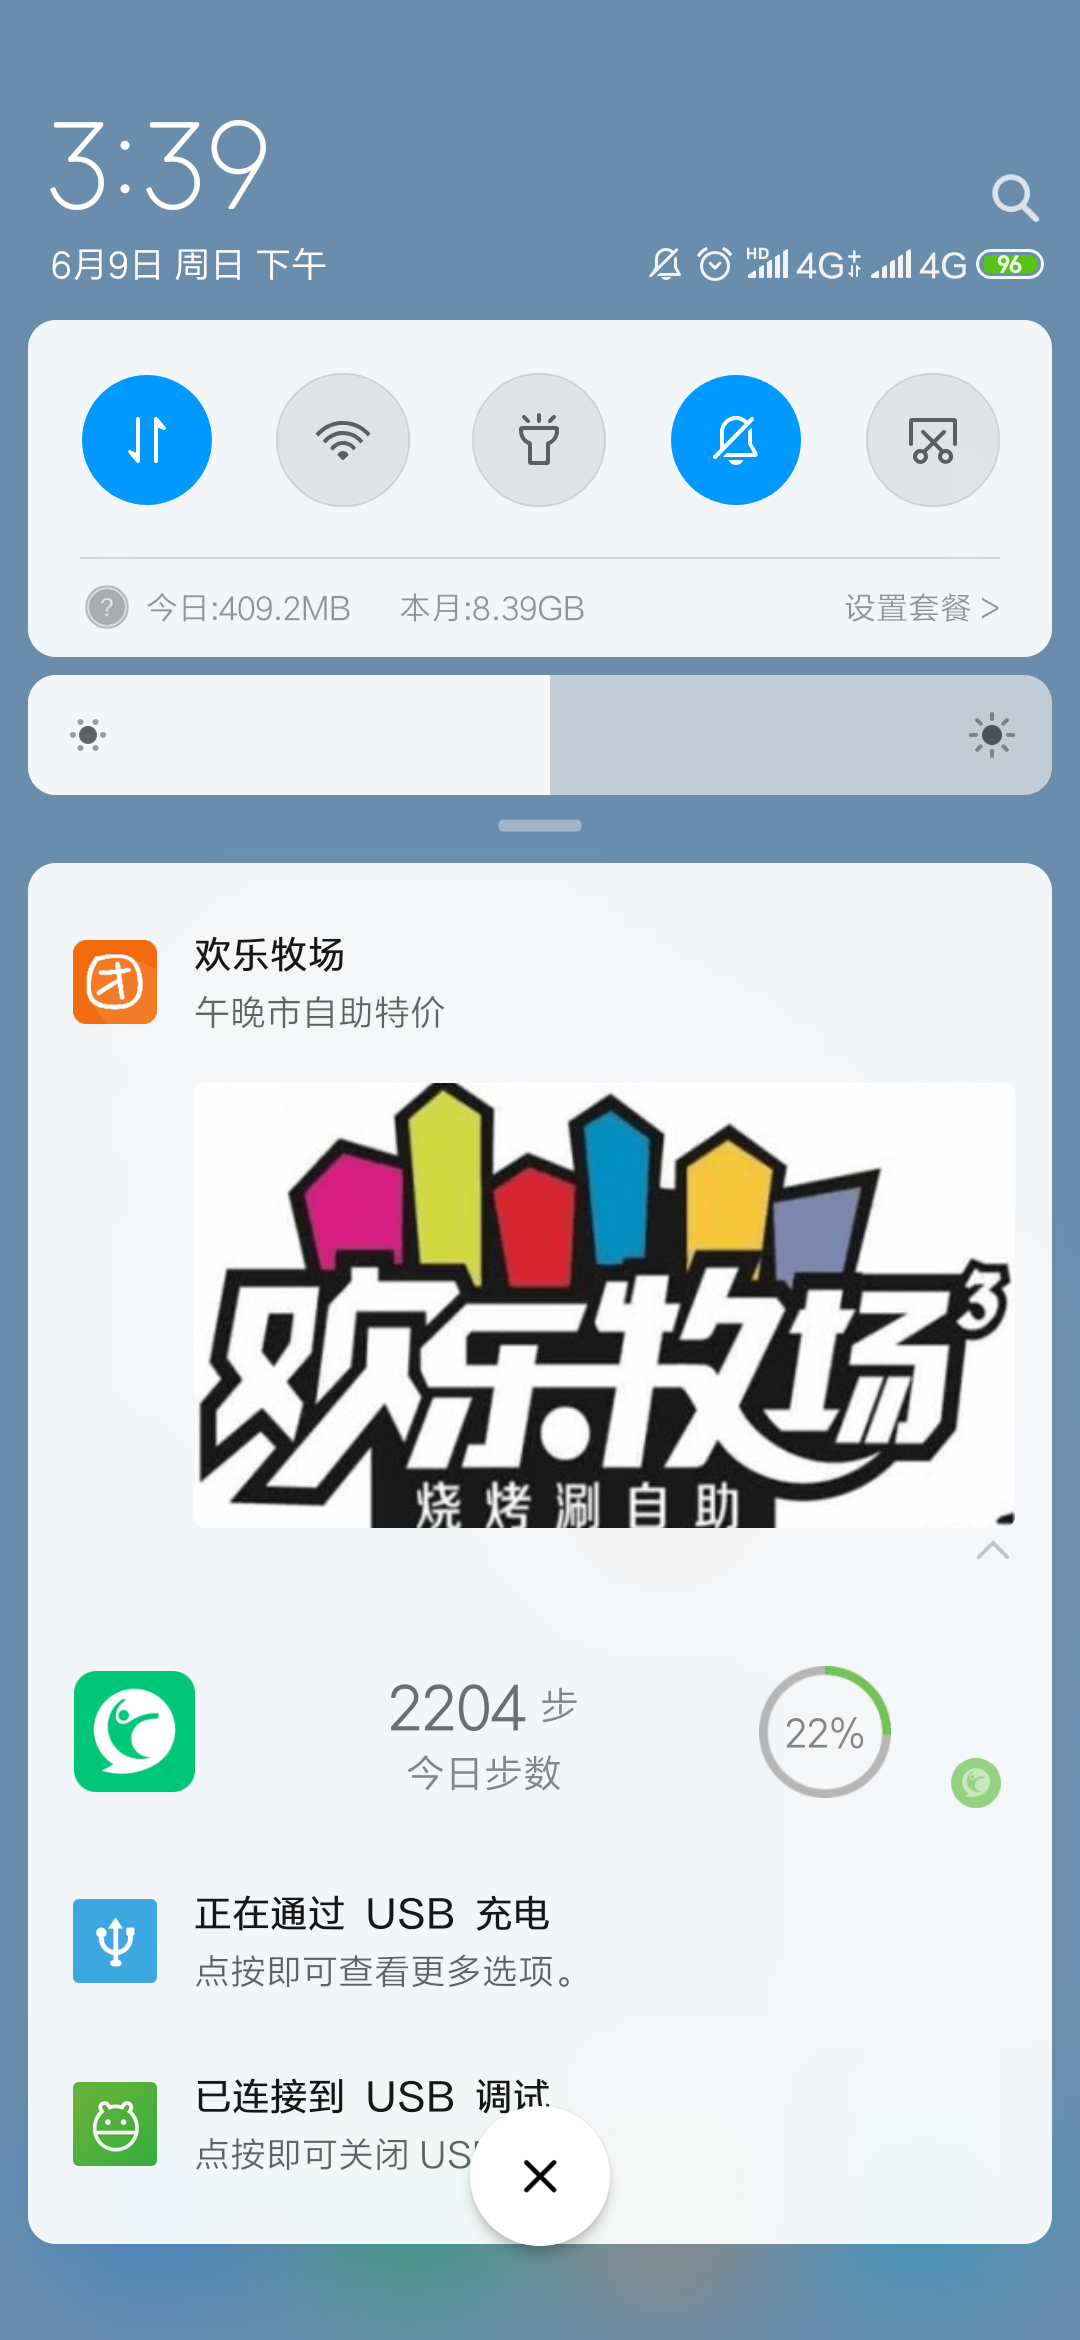 3:39
6月9日 周日 下午
HD 4G 4G 96
? 今日:409.2MB 本月:8.39GB 设置套餐 >
团
欢乐牧场
午晚市自助特价
欢乐牧场3
烧烤涮自助
2204 步
今日步数
22%
正在通过 USB 充电
点按即可查看更多选项。
已连接到 USB 调试
点按即可关闭 US